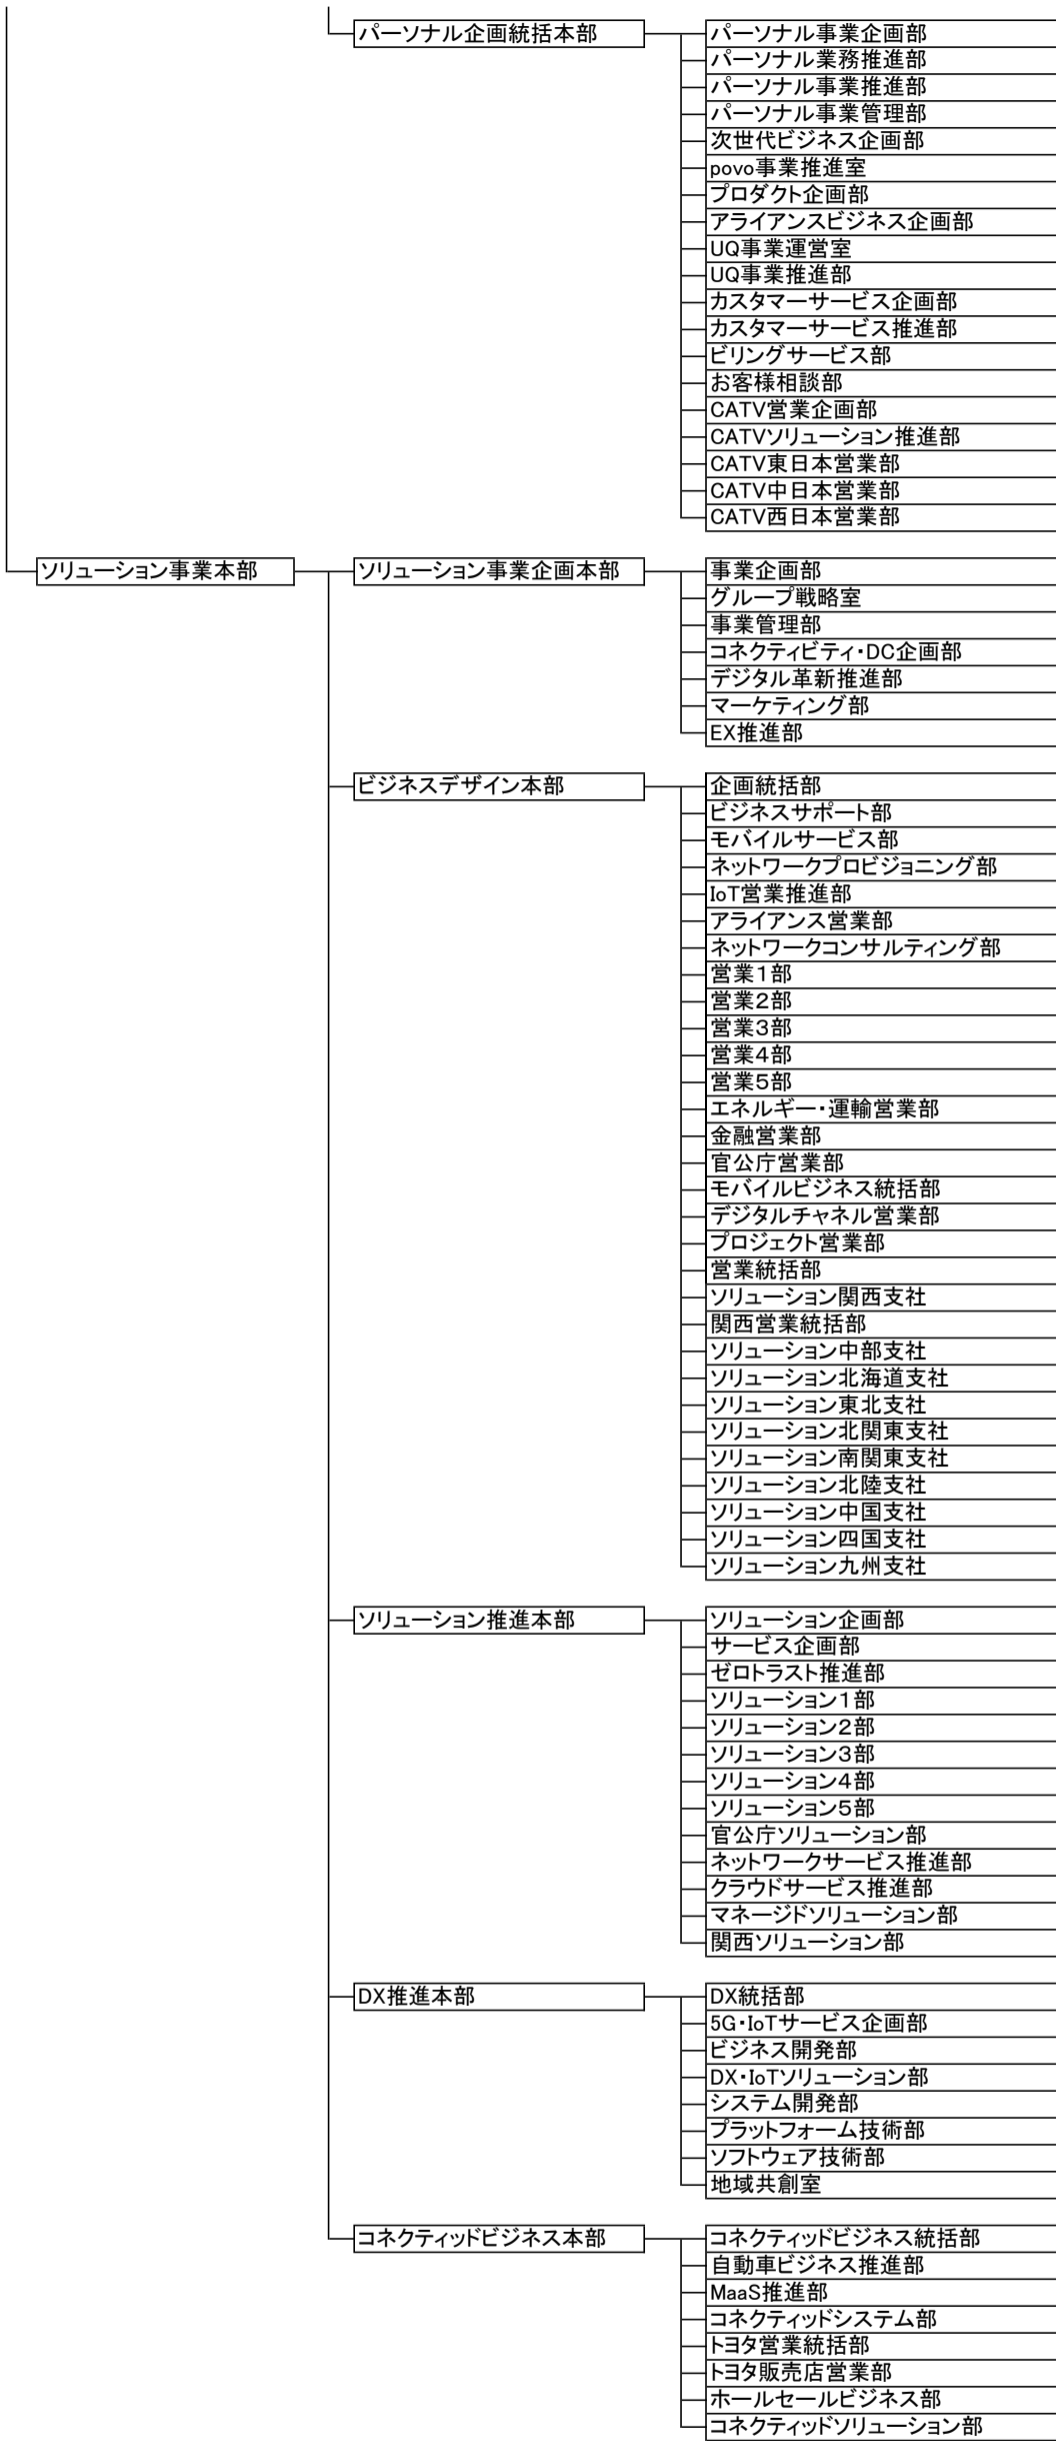 パーソナル企画統括本部
パーソナル事業企画部
パーソナル業務推進部
パーソナル事業推進部
パーソナル事業管理部
次世代ビジネス企画部
povo事業推進室
プロダクト企画部
アライアンスビジネス企画部
UQ事業運営室
UQ事業推進部
カスタマーサービス企画部
カスタマーサービス推進部
ビリングサービス部
お客様相談部
CATV営業企画部
CATVソリューション推進部
CATV東日本営業部
CATV中日本営業部
CATV西日本営業部
ソリューション事業本部
ソリューション事業企画本部
事業企画部
グループ戦略室
事業管理部
コネクティビティ・DC企画部
デジタル革新推進部
マーケティング部
EX推進部
ビジネスデザイン本部
企画統括部
ビジネスサポート部
モバイルサービス部
ネットワークプロビジョニング部
IoT営業推進部
アライアンス営業部
ネットワークコンサルティング部
営業1部
営業2部
営業3部
営業4部
営業5部
エネルギー・運輸営業部
金融営業部
官公庁営業部
モバイルビジネス統括部
デジタルチャネル営業部
プロジェクト営業部
営業統括部
ソリューション関西支社
関西営業統括部
ソリューション中部支社
ソリューション北海道支社
ソリューション東北支社
ソリューション北関東支社
ソリューション南関東支社
ソリューション北陸支社
ソリューション中国支社
ソリューション四国支社
ソリューション九州支社
ソリューション推進本部
ソリューション企画部
サービス企画部
ゼロトラスト推進部
ソリューション1部
ソリューション2部
ソリューション3部
ソリューション4部
ソリューション5部
官公庁ソリューション部
ネットワークサービス推進部
クラウドサービス推進部
マネージドソリューション部
関西ソリューション部
DX推進本部
DX統括部
5G・IoTサービス企画部
ビジネス開発部
DX・IoTソリューション部
システム開発部
プラットフォーム技術部
ソフトウェア技術部
地域共創室
コネクティッドビジネス本部
コネクティッドビジネス統括部
自動車ビジネス推進部
MaaS推進部
コネクティッドシステム部
トヨタ営業統括部
トヨタ販売店営業部
ホールセールビジネス部
コネクティッドソリューション部